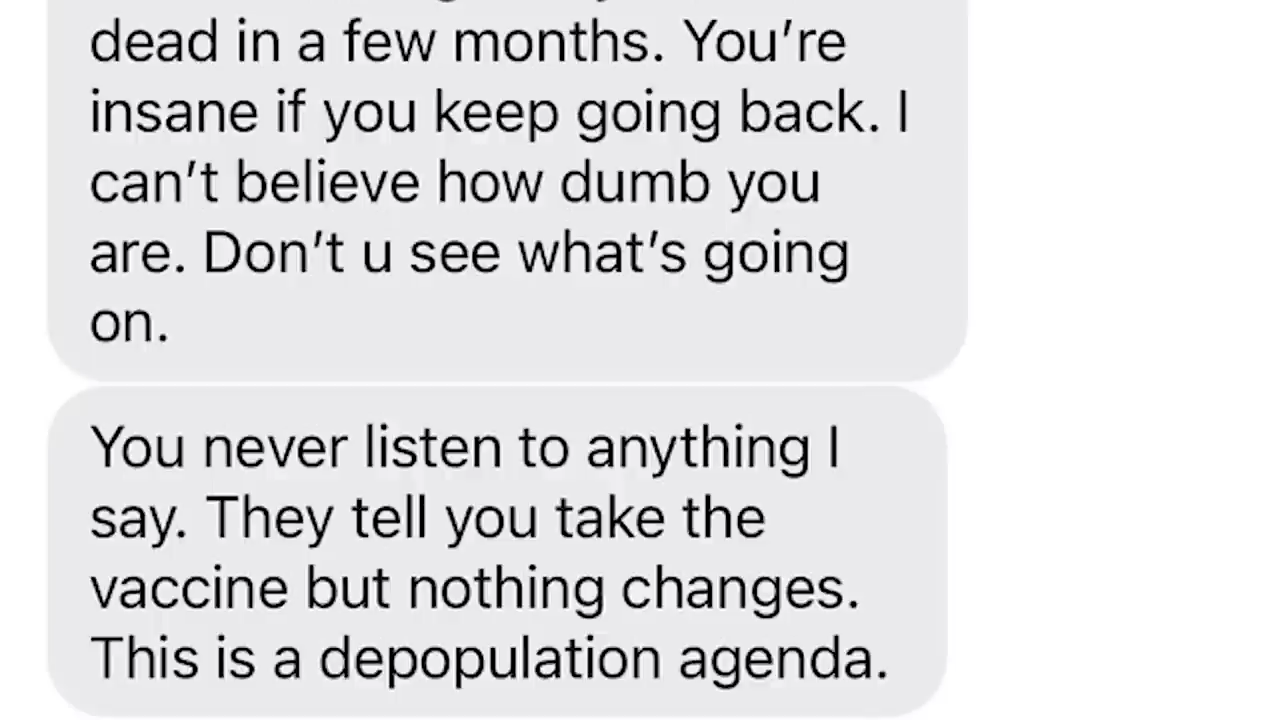 dead in a few months. You’re
insane if you keep going back. I
can’t believe how dumb you
are. Don’t u see what’s going
on.
You never listen to anything I
say. They tell you take the
vaccine but nothing changes.
This is a depopulation agenda.